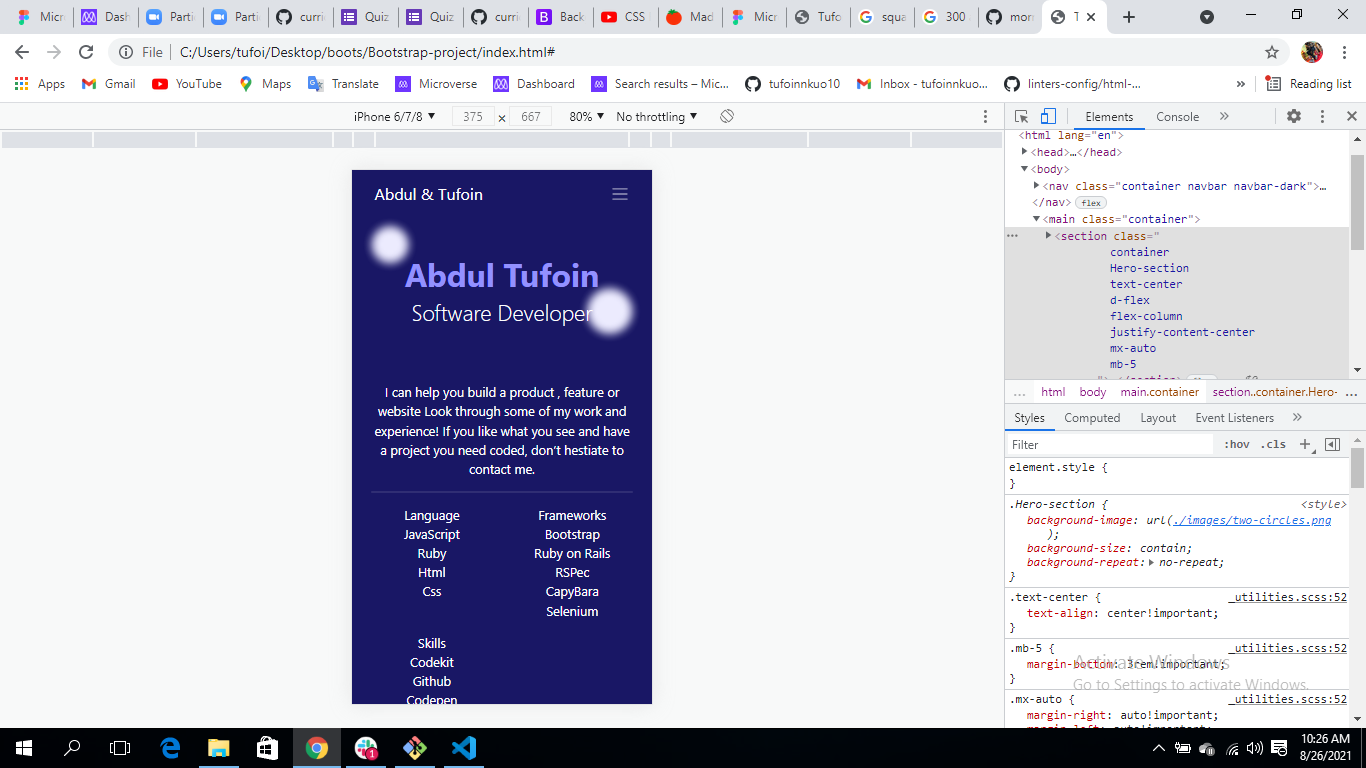 Micr
Dash
Partic
Partic
curric
Quiz
Quiz
curric
Back
CSS
Mad
Micr
Tufo
squa
300
morr
T
File
C:/Users/tufoi/Desktop/boots/Bootstrap-project/index.html#
Apps
Gmail
YouTube
Maps
Translate
Microverse
Dashboard
Search results – Mic...
tufoinnkuo10
Inbox - tufoinnkuo...
linters-config/html-...
»
Reading list
iPhone 6/7/8 ▼ 375 × 667 80% ▼ No throttling ▼
Elements Console »
Abdul & Tufoin
Abdul Tufoin
Software Developer
I can help you build a product , feature or
website Look through some of my work and
experience! If you like what you see and have
a project you need coded, don’t hestiate to
contact me.
Language
JavaScript
Ruby
Html
Css
Frameworks
Bootstrap
Ruby on Rails
RSPec
CapyBara
Selenium
Skills
Codekit
Github
Codepen
<html lang="en">
<head>…</head>
<body>
<nav class="container navbar navbar-dark">…
</nav> flex
<main class="container">
<section class="
container
Hero-section
text-center
d-flex
flex-column
justify-content-center
mx-auto
mb-5
... html body main.container section..container.Hero- ...
Styles Computed Layout Event Listeners »
Filter :hov .cls +
element.style {
}
.Hero-section { <style>
background-image: url(./images/two-circles.png
);
background-size: contain;
background-repeat: no-repeat;
}
.text-center { _utilities.scss:52
text-align: center!important;
}
.mb-5 { _utilities.scss:52
margin-bottom: 3rem!important;
}
.mx-auto { _utilities.scss:52
margin-right: auto!important;
margin-left: auto!important;
Activate Windows
Go to Settings to activate Windows.
1
10:26 AM
8/26/2021